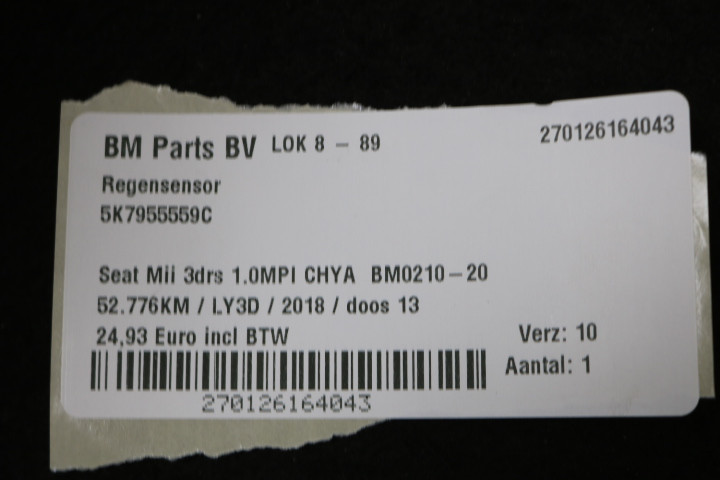 BM Parts BV LOK 8 - 89 270126164043
Regensensor
5K7955559C
Seat Mii 3drs 1.0MPI CHYA BM0210-20
52.776KM / LY3D / 2018 / doos 13
24,93 Euro incl BTW Verz: 10
Aantal: 1
270126164043